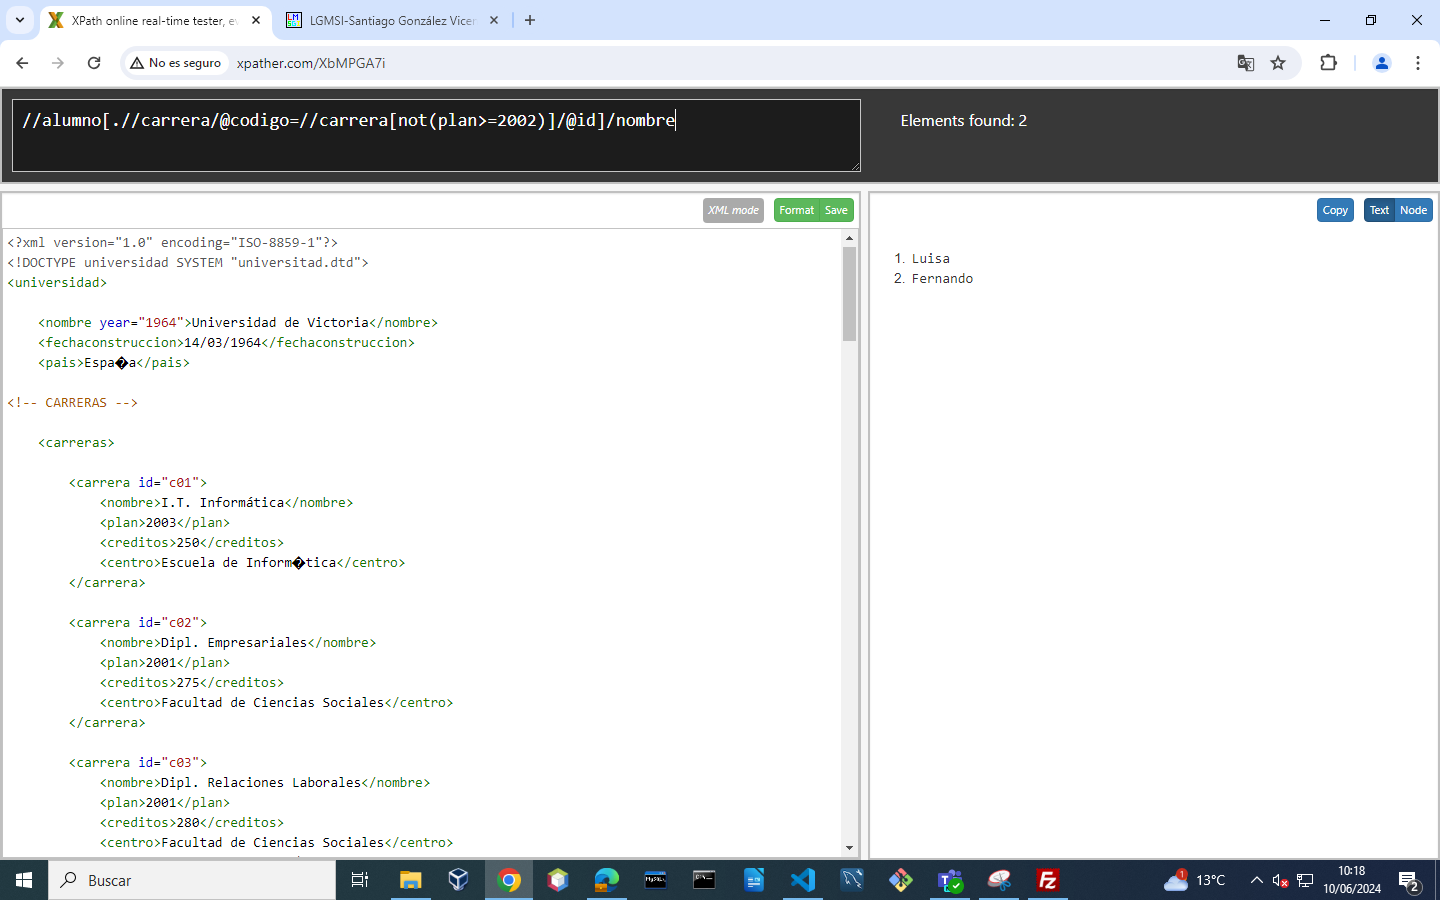 XPath online real-time tester, ev
LGMSI-Santiago González Vicen
No es seguro
xpather.com/XbMPGA7i
//alumno[.//carrera/@codigo=//carrera[not(plan>=2002)]/@id]/nombre
Elements found: 2
XML mode
Format
Save
Copy
Text
Node
<?xml version="1.0" encoding="ISO-8859-1"?>
<!DOCTYPE universidad SYSTEM "universitad.dtd">
<universidad>
<nombre year="1964">Universidad de Victoria</nombre>
<fechaconstruccion>14/03/1964</fechaconstruccion>
<pais>Espa�a</pais>
<!-- CARRERAS -->
<carreras>
<carrera id="c01">
<nombre>I.T. Informática</nombre>
<plan>2003</plan>
<creditos>250</creditos>
<centro>Escuela de Inform�tica</centro>
</carrera>
<carrera id="c02">
<nombre>Dipl. Empresariales</nombre>
<plan>2001</plan>
<creditos>275</creditos>
<centro>Facultad de Ciencias Sociales</centro>
</carrera>
<carrera id="c03">
<nombre>Dipl. Relaciones Laborales</nombre>
<plan>2001</plan>
<creditos>280</creditos>
<centro>Facultad de Ciencias Sociales</centro>
1. Luisa
2. Fernando
Buscar
13°C
10:18
10/06/2024
2